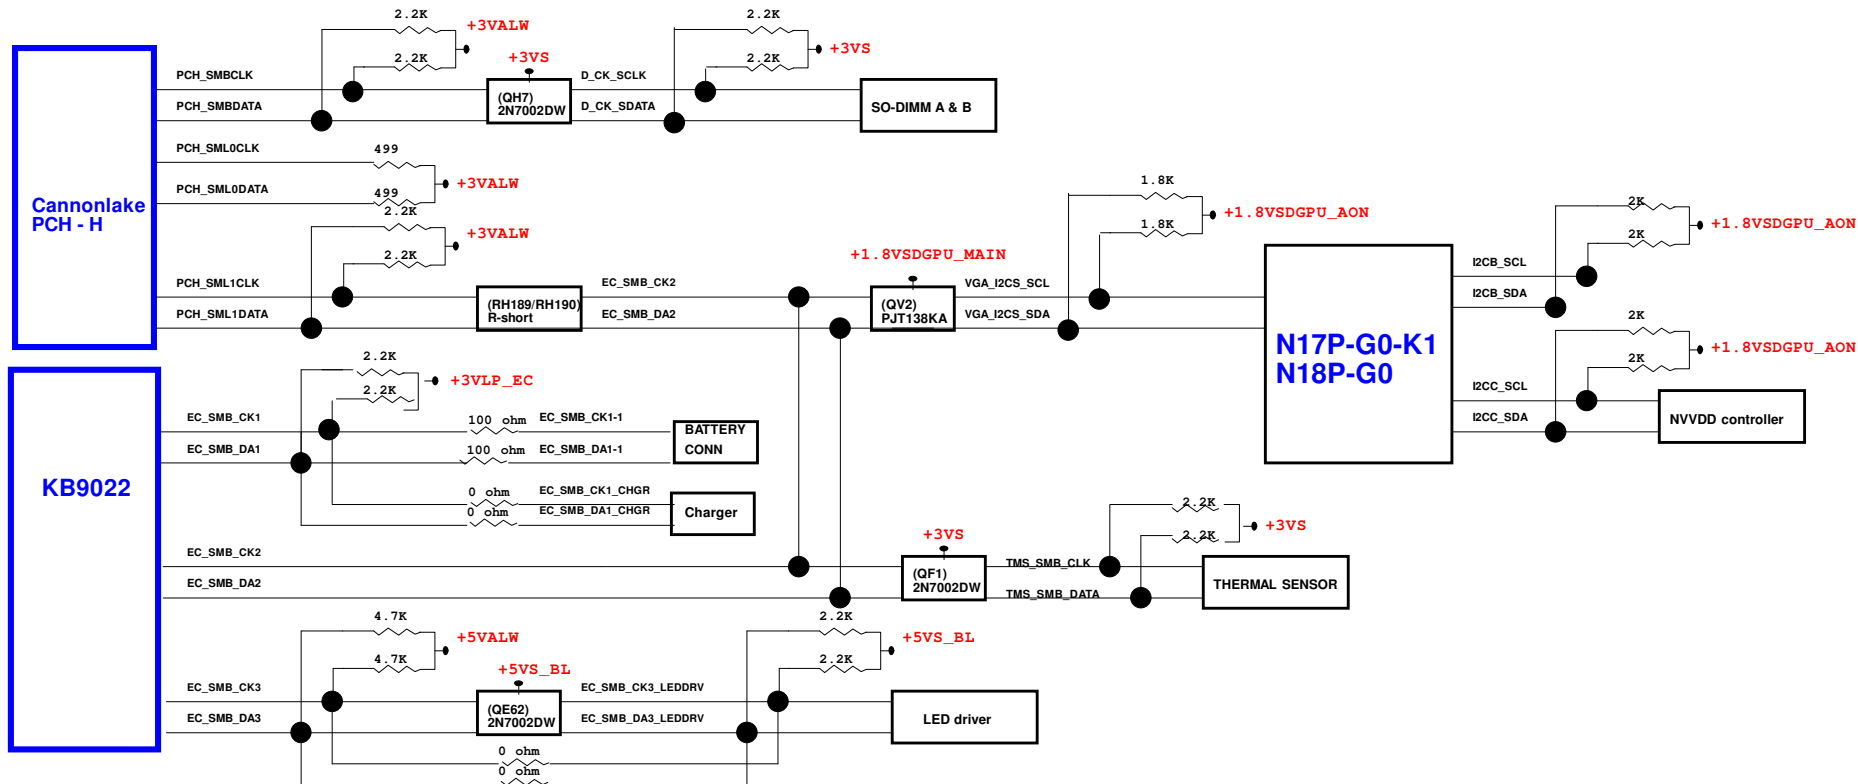 2.2K
+3VALW
2.2K
2.2K
+3VS
2.2K
+3VS
PCH_SMBCLK
D_CK_SCLK
(QH7)
2N7002DW
PCH_SMBDATA
D_CK_SDATA
SO-DIMM A & B
PCH_SML0CLK
499
PCH_SML0DATA
499
+3VALW
Cannonlake
PCH - H
2.2K
+3VALW
2.2K
1.8K
+1.8VSDGPU_AON
1.8K
2K
+1.8VSDGPU_AON
2K
+1.8VSDGPU_MAIN
PCH_SML1CLK
(RH189/RH190)
R-short
EC_SMB_CK2
(QV2)
PJT138KA
VGA_I2CS_SCL
I2CB_SCL
PCH_SML1DATA
EC_SMB_DA2
VGA_I2CS_SDA
I2CB_SDA
N17P-G0-K1
N18P-G0
2K
+1.8VSDGPU_AON
2K
I2CC_SCL
I2CC_SDA
NVVDD controller
2.2K
+3VLP_EC
2.2K
EC_SMB_CK1
100 ohm
EC_SMB_CK1-1
BATTERY
CONN
EC_SMB_DA1
100 ohm
EC_SMB_DA1-1
KB9022
0 ohm
EC_SMB_CK1_CHGR
0 ohm
EC_SMB_DA1_CHGR
Charger
2.2K
+3VS
2.2K
+3VS
EC_SMB_CK2
(QF1)
2N7002DW
TMS_SMB_CLK
EC_SMB_DA2
TMS_SMB_DATA
THERMAL SENSOR
4.7K
+5VALW
4.7K
2.2K
+5VS_BL
2.2K
+5VS_BL
EC_SMB_CK3
(QE62)
2N7002DW
EC_SMB_CK3_LEDDRV
EC_SMB_DA3
EC_SMB_DA3_LEDDRV
LED driver
0 ohm
0 ohm